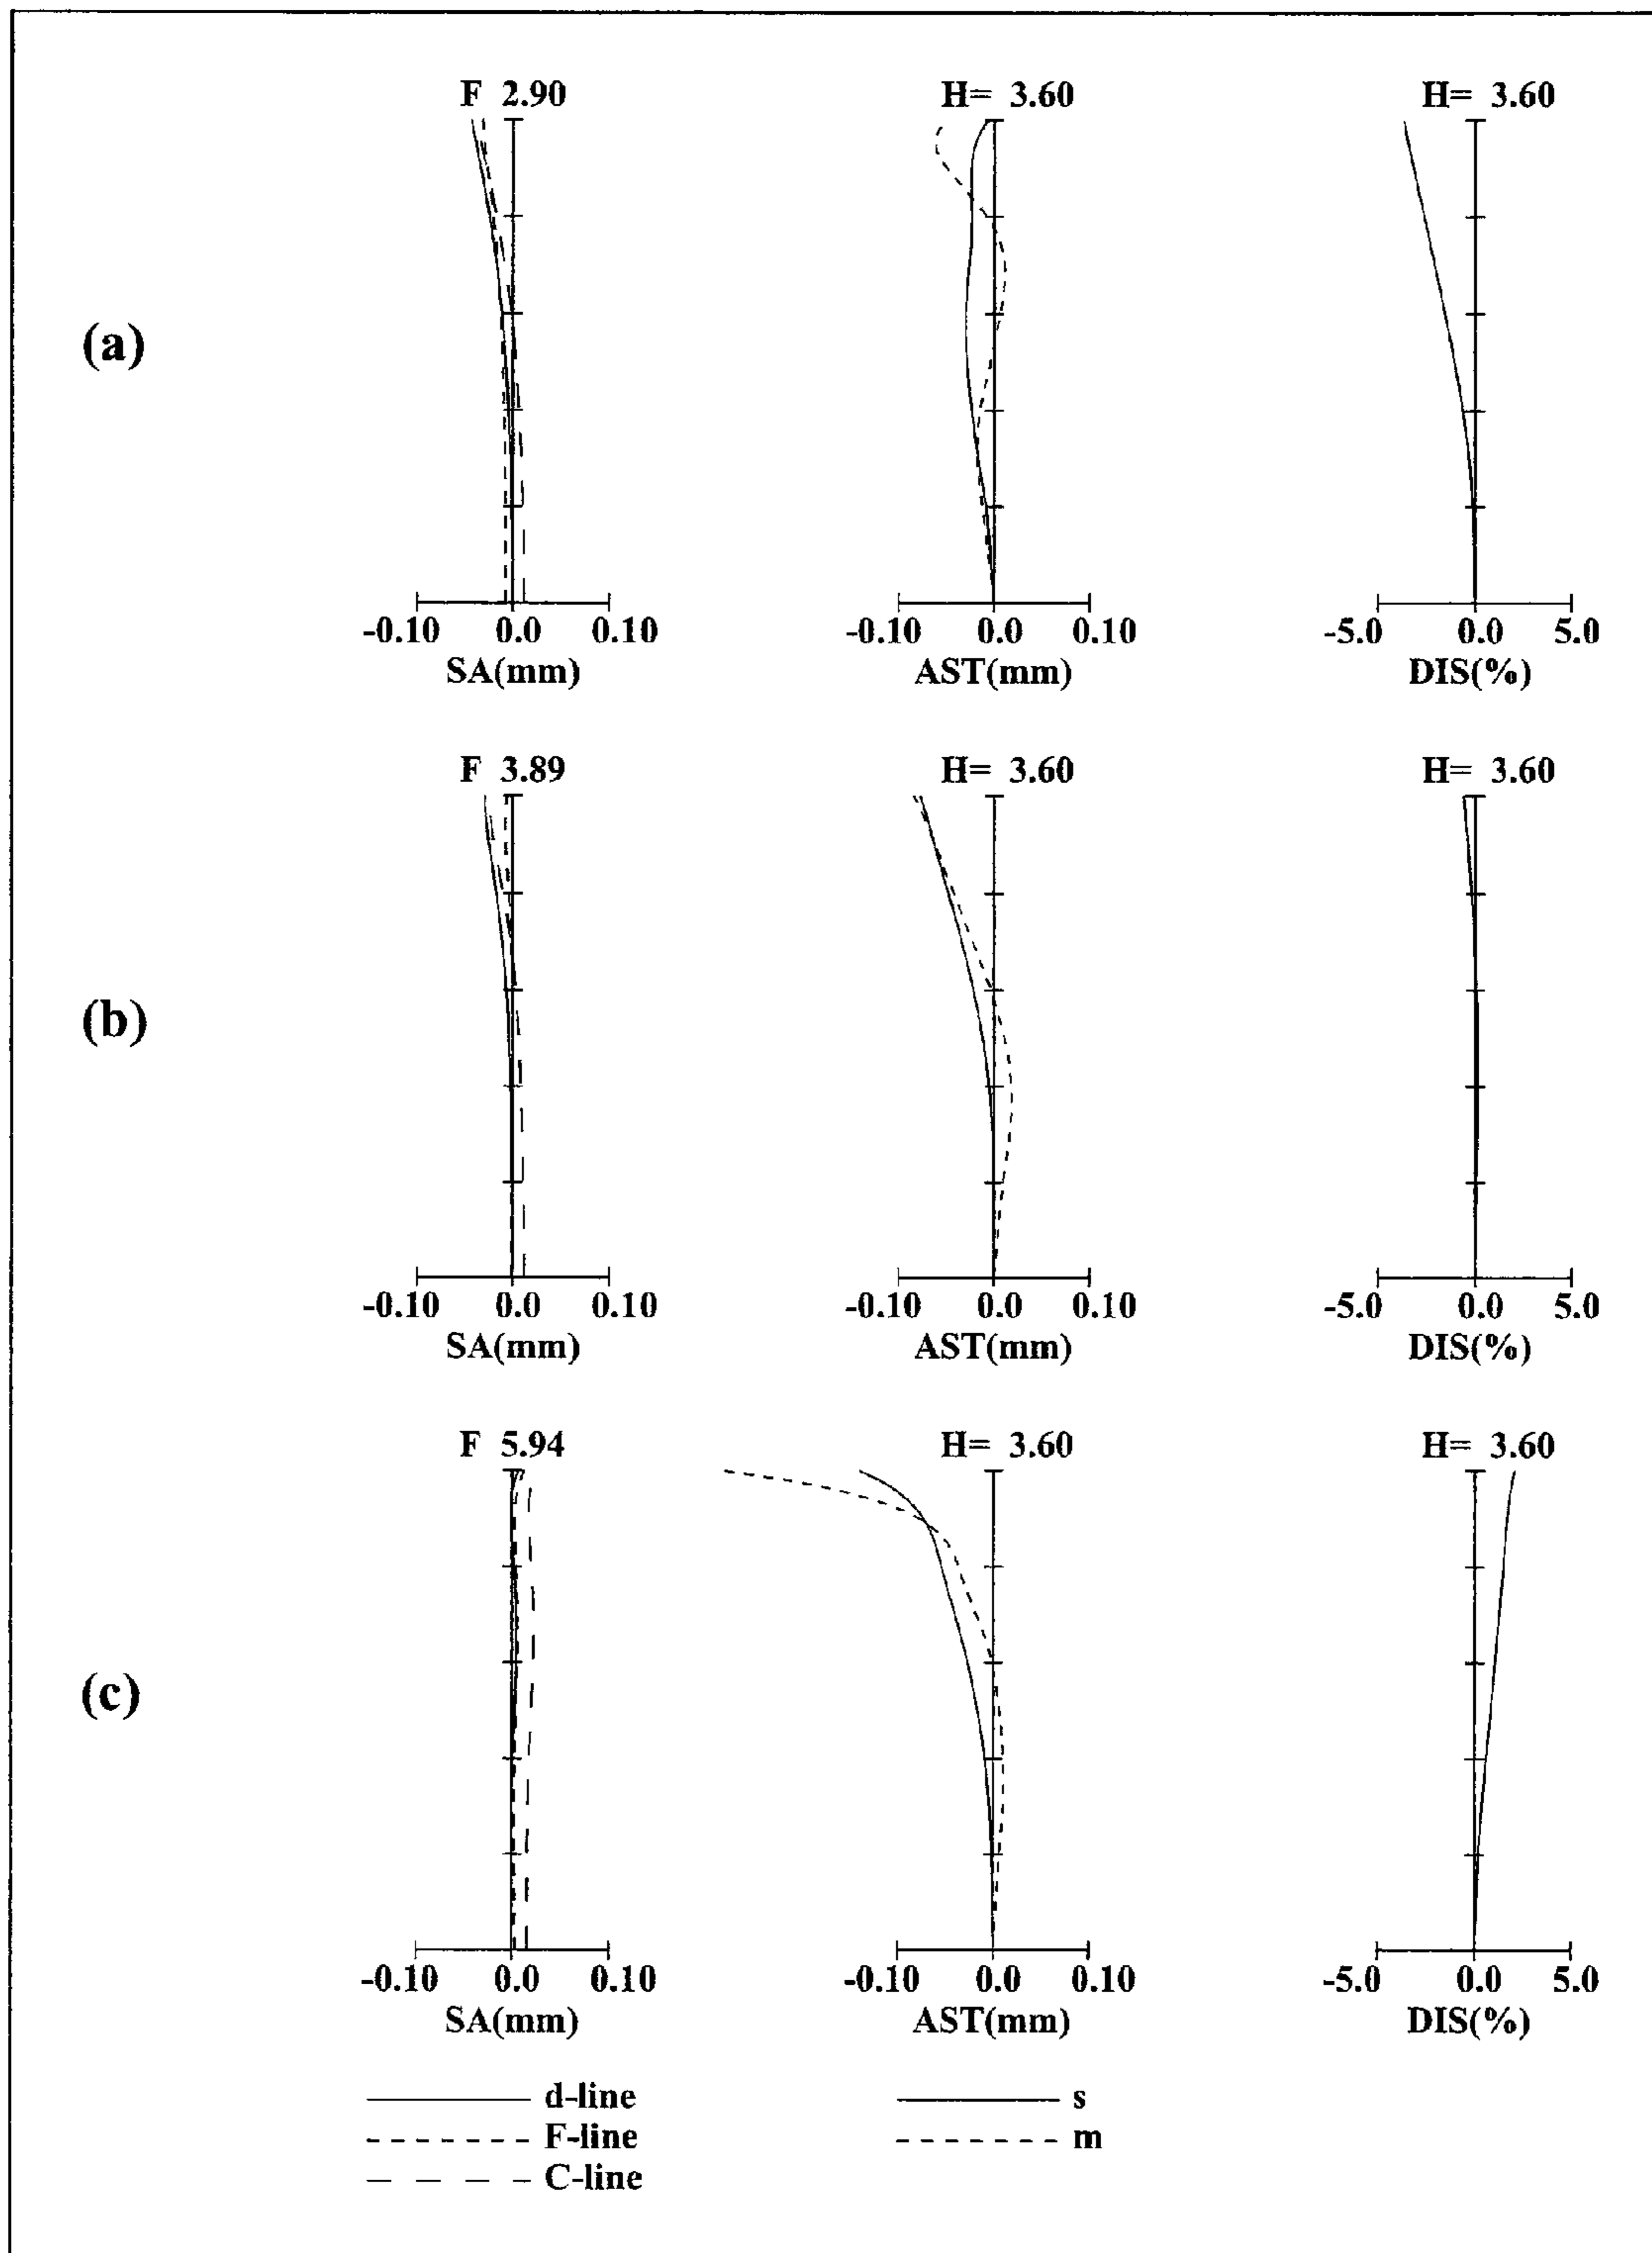 F 2.90 H= 3.60 H= 3.60
(a)
-0.10 0.0 0.10 -0.10 0.0 0.10 -5.0 0.0 5.0
SA(mm) AST(mm) DIS(%)
F 3.89 H= 3.60 H= 3.60
(b)
-0.10 0.0 0.10 -0.10 0.0 0.10 -5.0 0.0 5.0
SA(mm) AST(mm) DIS(%)
F 5.94 H= 3.60 H= 3.60
(c)
-0.10 0.0 0.10 -0.10 0.0 0.10 -5.0 0.0 5.0
SA(mm) AST(mm) DIS(%)
d-line s
F-line m
C-line